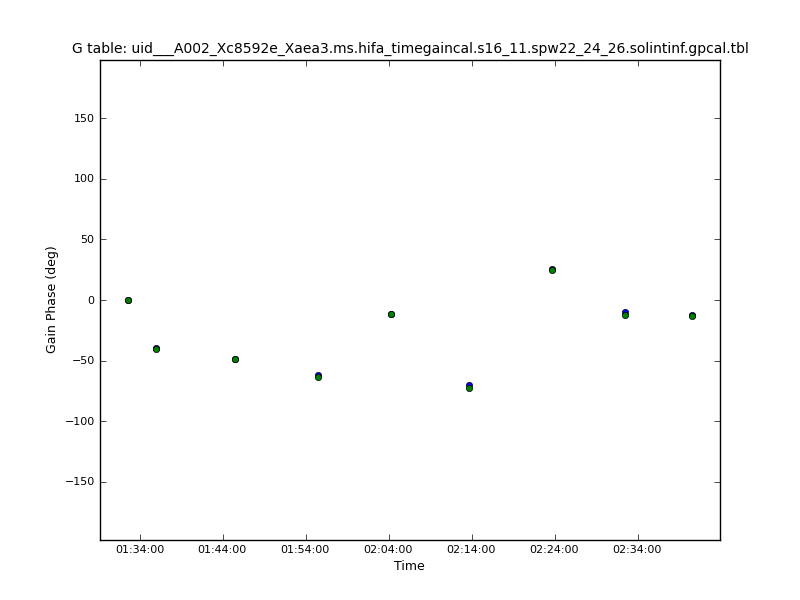 G table: uid___A002_Xc8592e_Xaea3.ms.hifa_timegaincal.s16_11.spw22_24_26.solintinf.gpcal.tbl
150
100
50
0
−50
−100
−150
Gain Phase (deg)
01:34:00 01:44:00 01:54:00 02:04:00 02:14:00 02:24:00 02:34:00
Time